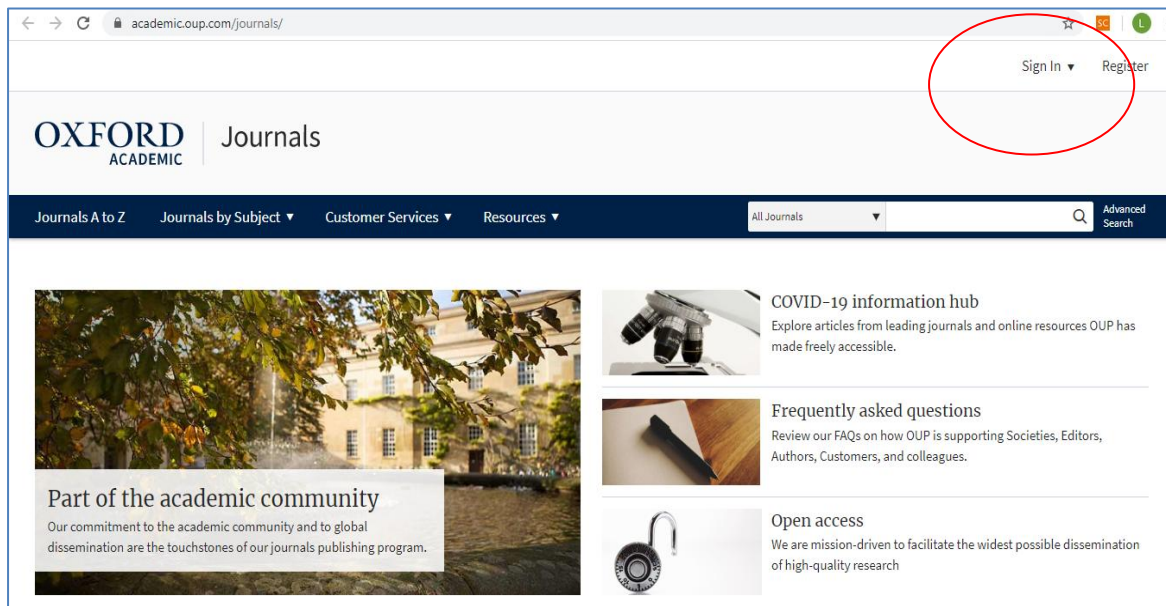 academic.oup.com/journals/
SC
L
Sign In ▼ Register
OXFORD
ACADEMIC
Journals
Journals A to Z Journals by Subject ▼ Customer Services ▼ Resources ▼
All Journals ▼
Advanced
Search
Part of the academic community
Our commitment to the academic community and to global
dissemination are the touchstones of our journals publishing program.
COVID-19 information hub
Explore articles from leading journals and online resources OUP has
made freely accessible.
Frequently asked questions
Review our FAQs on how OUP is supporting Societies, Editors,
Authors, Customers, and colleagues.
Open access
We are mission-driven to facilitate the widest possible dissemination
of high-quality research